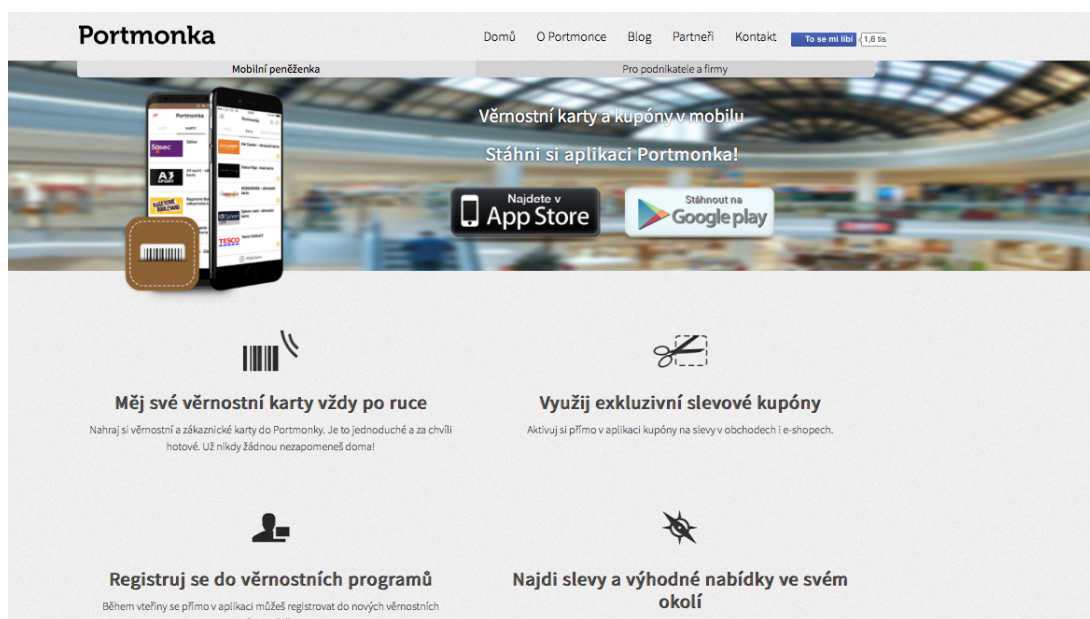 Portmonka
Domů O Portmonce Blog Partneři Kontakt To se mi líbí 1,6 tis
Mobilní peněženka Pro podnikatele a firmy
Věrnostní karty a kupóny v mobilu
Stáhni si aplikaci Portmonka!
Najdete v
App Store
Stáhnout na
Google play
Portmonka
KARTY
A3
SPORT
TESCO
Měj své věrnostní karty vždy po ruce
Nahraj si věrnostní a zákaznické karty do Portmonky. Je to jednoduché a za chvíli
hotové. Už nikdy žádnou nezapomeneš doma!
Využij exkluzivní slevové kupóny
Aktivuj si přímo v aplikaci kupóny na slevy v obchodech i e-shopech.
Registruj se do věrnostních programů
Během vteřiny se přímo v aplikaci můžeš registrovat do nových věrnostních
Najdi slevy a výhodné nabídky ve svém
okolí